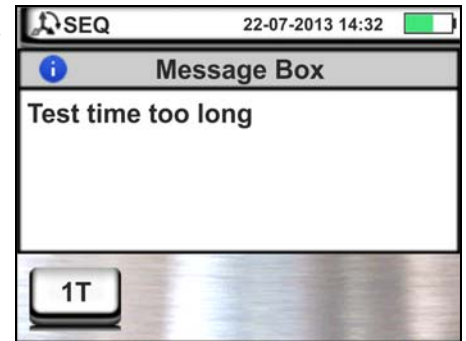 SEQ 22-07-2013 14:32
Message Box
Test time too long
1T